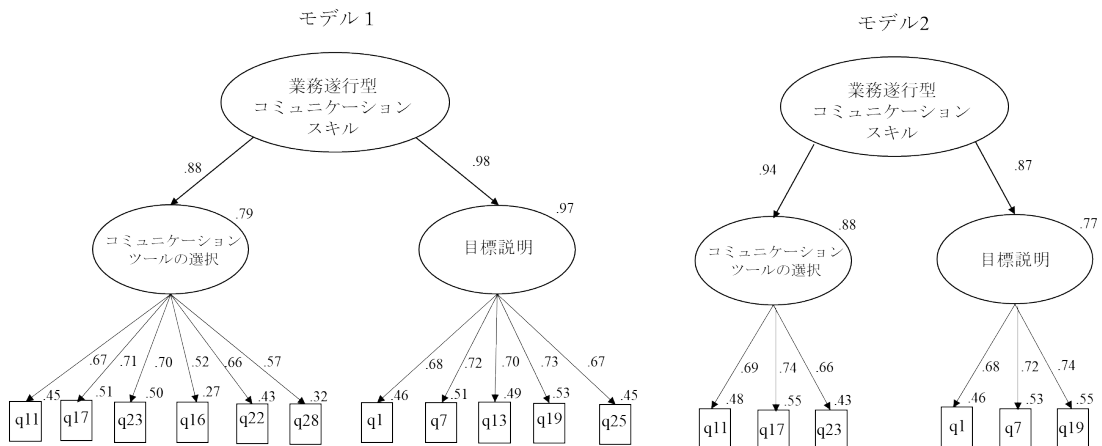 モデル 1
業務遂行型
コミュニケーション
スキル
.88
.98
.79
.97
コミュニケーション
ツールの選択
目標説明
.67
.71
.70
.52
.66
.57
.68
.72
.70
.73
.67
.45
.51
.50
.27
.43
.32
.46
.51
.49
.53
.45
q11
q17
q23
q16
q22
q28
q1
q7
q13
q19
q25
モデル2
業務遂行型
コミュニケーション
スキル
.94
.87
.88
.77
コミュニケーション
ツールの選択
目標説明
.69
.74
.66
.68
.72
.74
.48
.55
.43
.46
.53
.55
q11
q17
q23
q1
q7
q19